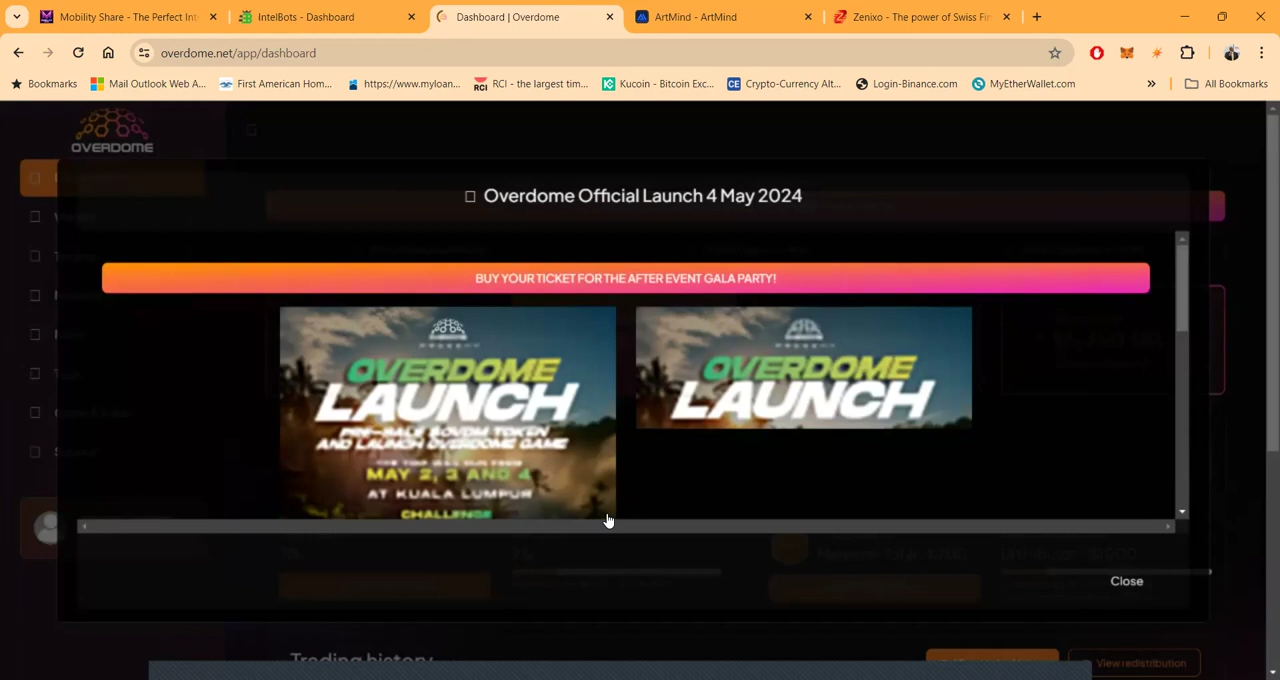 Mobility Share - The Perfect Int
IntelBots - Dashboard
Dashboard | Overdome
ArtMind - ArtMind
Zenixo - The power of Swiss Fin
overdome.net/app/dashboard
Bookmarks
Mail Outlook Web A...
First American Hom...
https://www.myloan...
RCI - the largest tim...
Kucoin - Bitcoin Exc...
Crypto-Currency Alt...
Login-Binance.com
MyEtherWallet.com
All Bookmarks
OVERDOME
Overdome Official Launch 4 May 2024
BUY YOUR TICKET FOR THE AFTER EVENT GALA PARTY!
OVERDOME
LAUNCH
PRE-SALE $OVDM TOKEN
AND LAUNCH OVERDOME GAME
MAY 2, 3 AND 4
AT KUALA LUMPUR
CHALLENGE
OVERDOME
LAUNCH
Close
Trading history
View redistribution